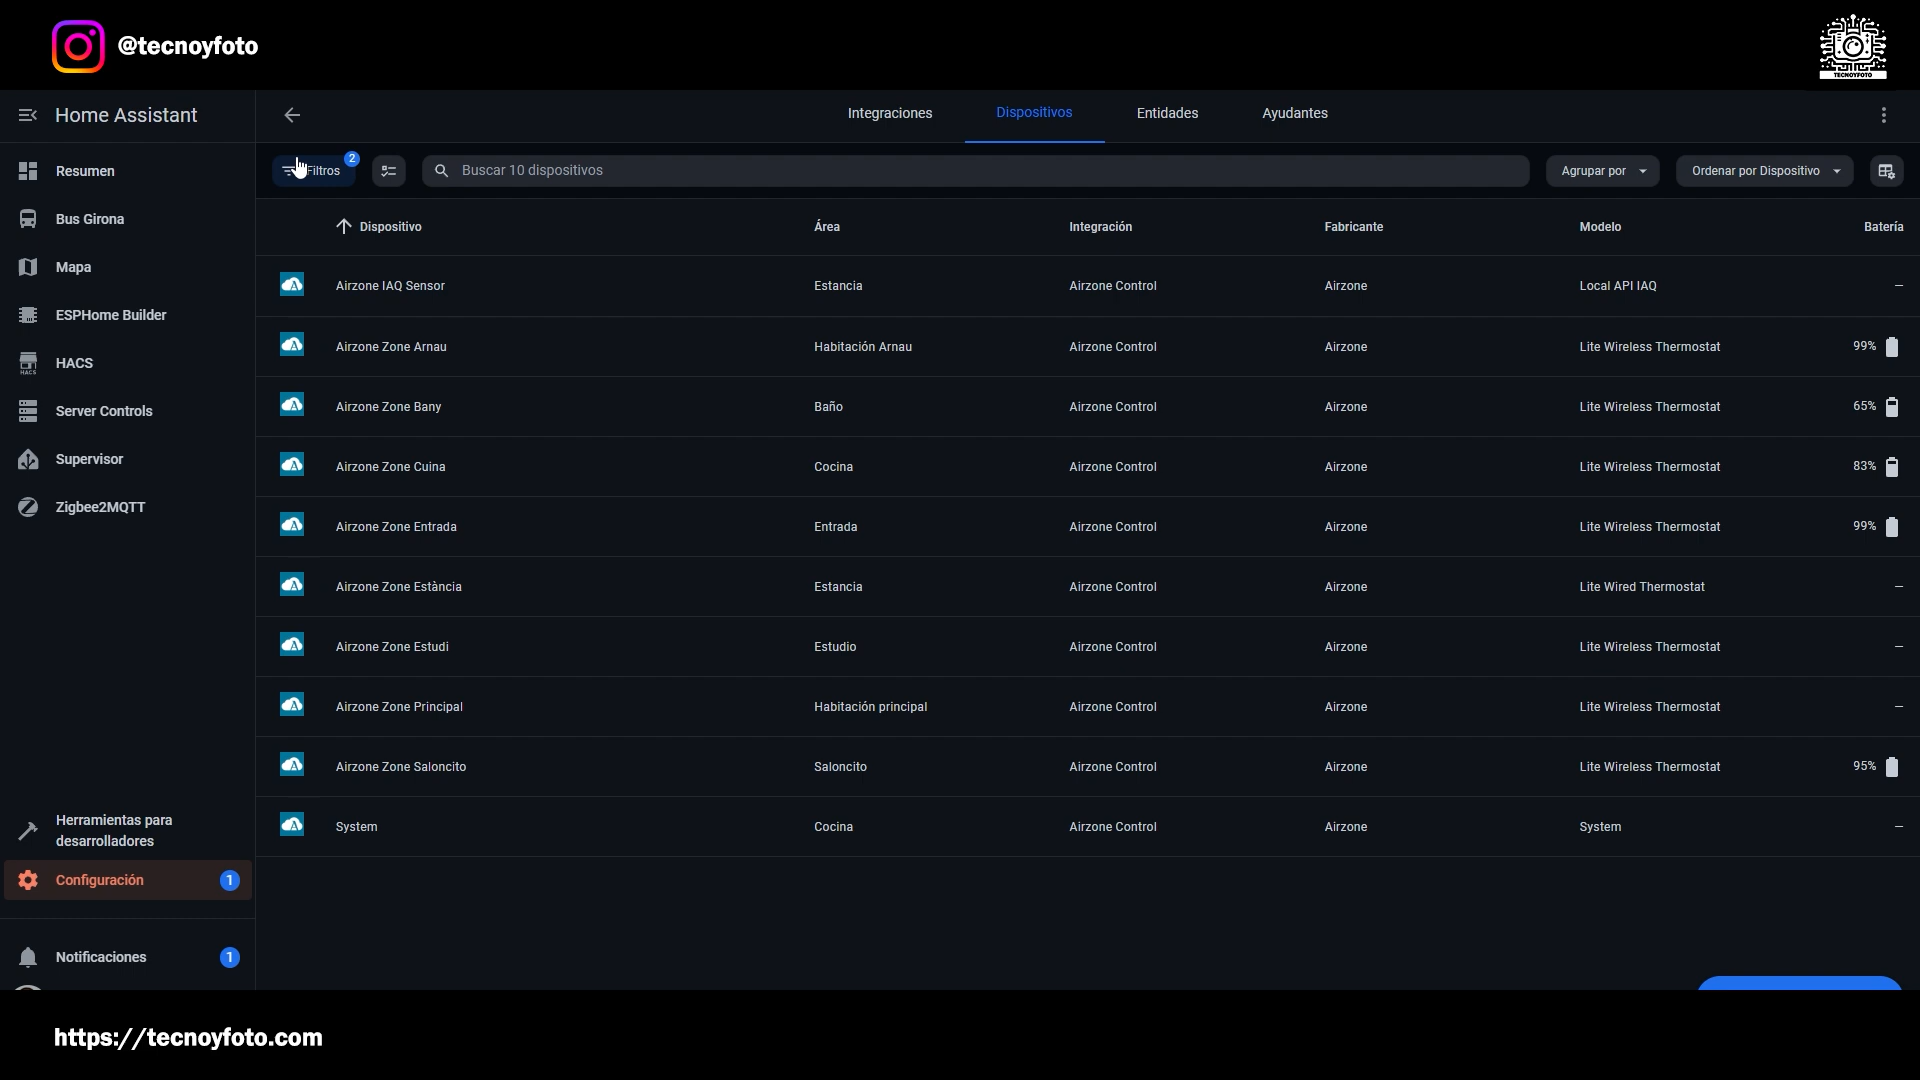 @tecnoyfoto
TECNOYFOTO
Home Assistant
Integraciones
Dispositivos
Entidades
Ayudantes
Filtros
2
Buscar 10 dispositivos
Agrupar por
Ordenar por Dispositivo
Resumen
Bus Girona
Mapa
ESPHome Builder
HACS
HACS
Server Controls
Supervisor
Zigbee2MQTT
Herramientas para
desarrolladores
Configuración 1
Notificaciones 1
Dispositivo Área Integración Fabricante Modelo Batería
Airzone IAQ Sensor Estancia Airzone Control Airzone Local API IAQ –
Airzone Zone Arnau Habitación Arnau Airzone Control Airzone Lite Wireless Thermostat 99%
Airzone Zone Bany Baño Airzone Control Airzone Lite Wireless Thermostat 65%
Airzone Zone Cuina Cocina Airzone Control Airzone Lite Wireless Thermostat 83%
Airzone Zone Entrada Entrada Airzone Control Airzone Lite Wireless Thermostat 99%
Airzone Zone Estància Estancia Airzone Control Airzone Lite Wired Thermostat –
Airzone Zone Estudi Estudio Airzone Control Airzone Lite Wireless Thermostat –
Airzone Zone Principal Habitación principal Airzone Control Airzone Lite Wireless Thermostat –
Airzone Zone Saloncito Saloncito Airzone Control Airzone Lite Wireless Thermostat 95%
System Cocina Airzone Control Airzone System –
https://tecnoyfoto.com